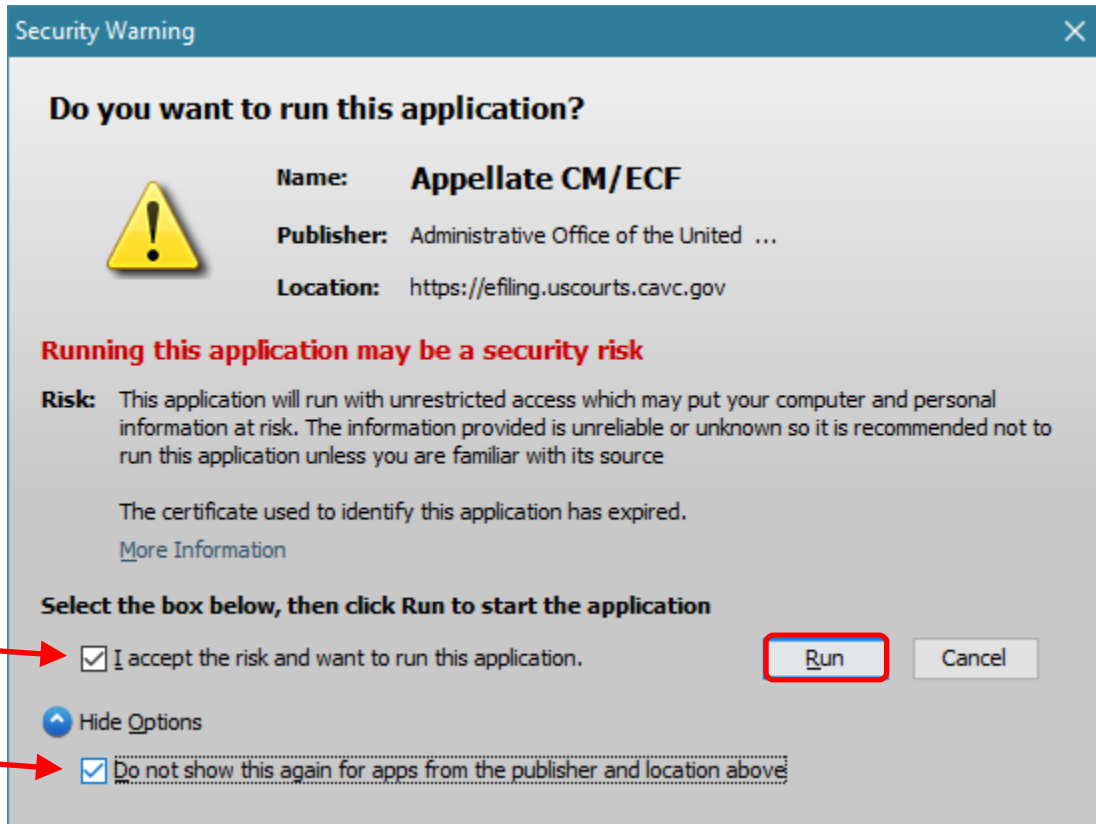 Security Warning
Do you want to run this application?
Name: Appellate CM/ECF
Publisher: Administrative Office of the United ...
Location: https://efiling.uscourts.cavc.gov
Running this application may be a security risk
Risk: This application will run with unrestricted access which may put your computer and personal
information at risk. The information provided is unreliable or unknown so it is recommended not to
run this application unless you are familiar with its source
The certificate used to identify this application has expired.
More Information
Select the box below, then click Run to start the application
I accept the risk and want to run this application. Run Cancel
Hide Options
Do not show this again for apps from the publisher and location above